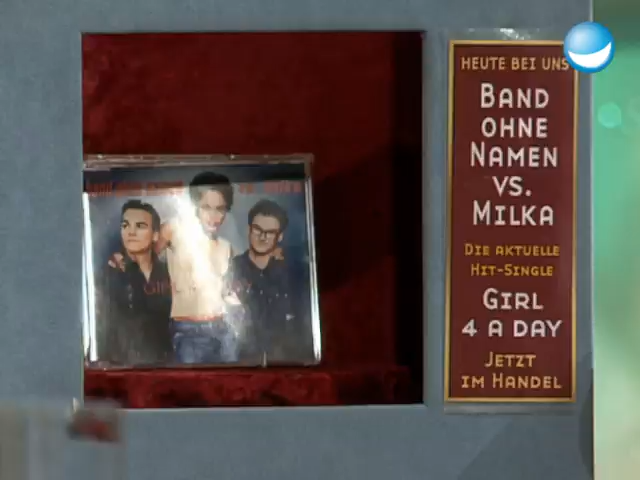 HEUTE BEI UNS
BAND
OHNE
NAMEN
VS.
MILKA
DIE AKTUELLE
HIT-SINGLE
GIRL
4 A DAY
JETZT
IM HANDEL